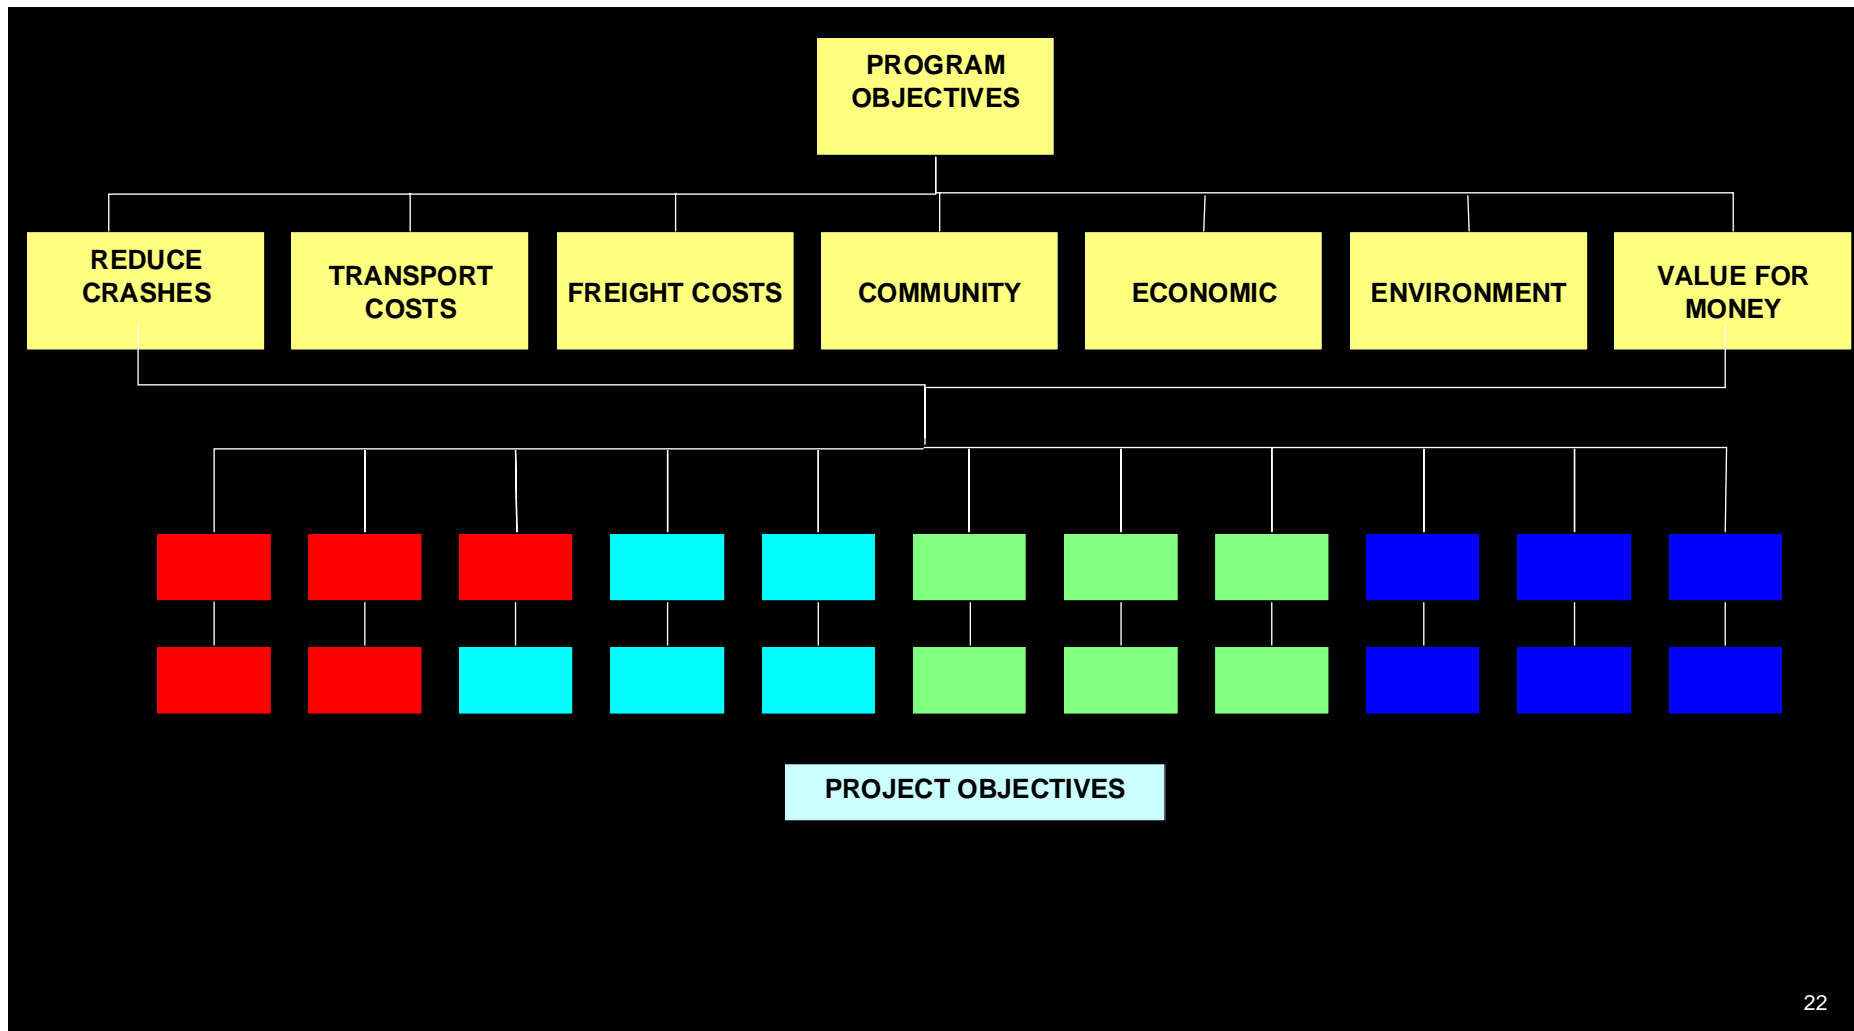 PROGRAM
OBJECTIVES
REDUCE
CRASHES
TRANSPORT
COSTS
FREIGHT COSTS
COMMUNITY
ECONOMIC
ENVIRONMENT
VALUE FOR
MONEY
PROJECT OBJECTIVES
22